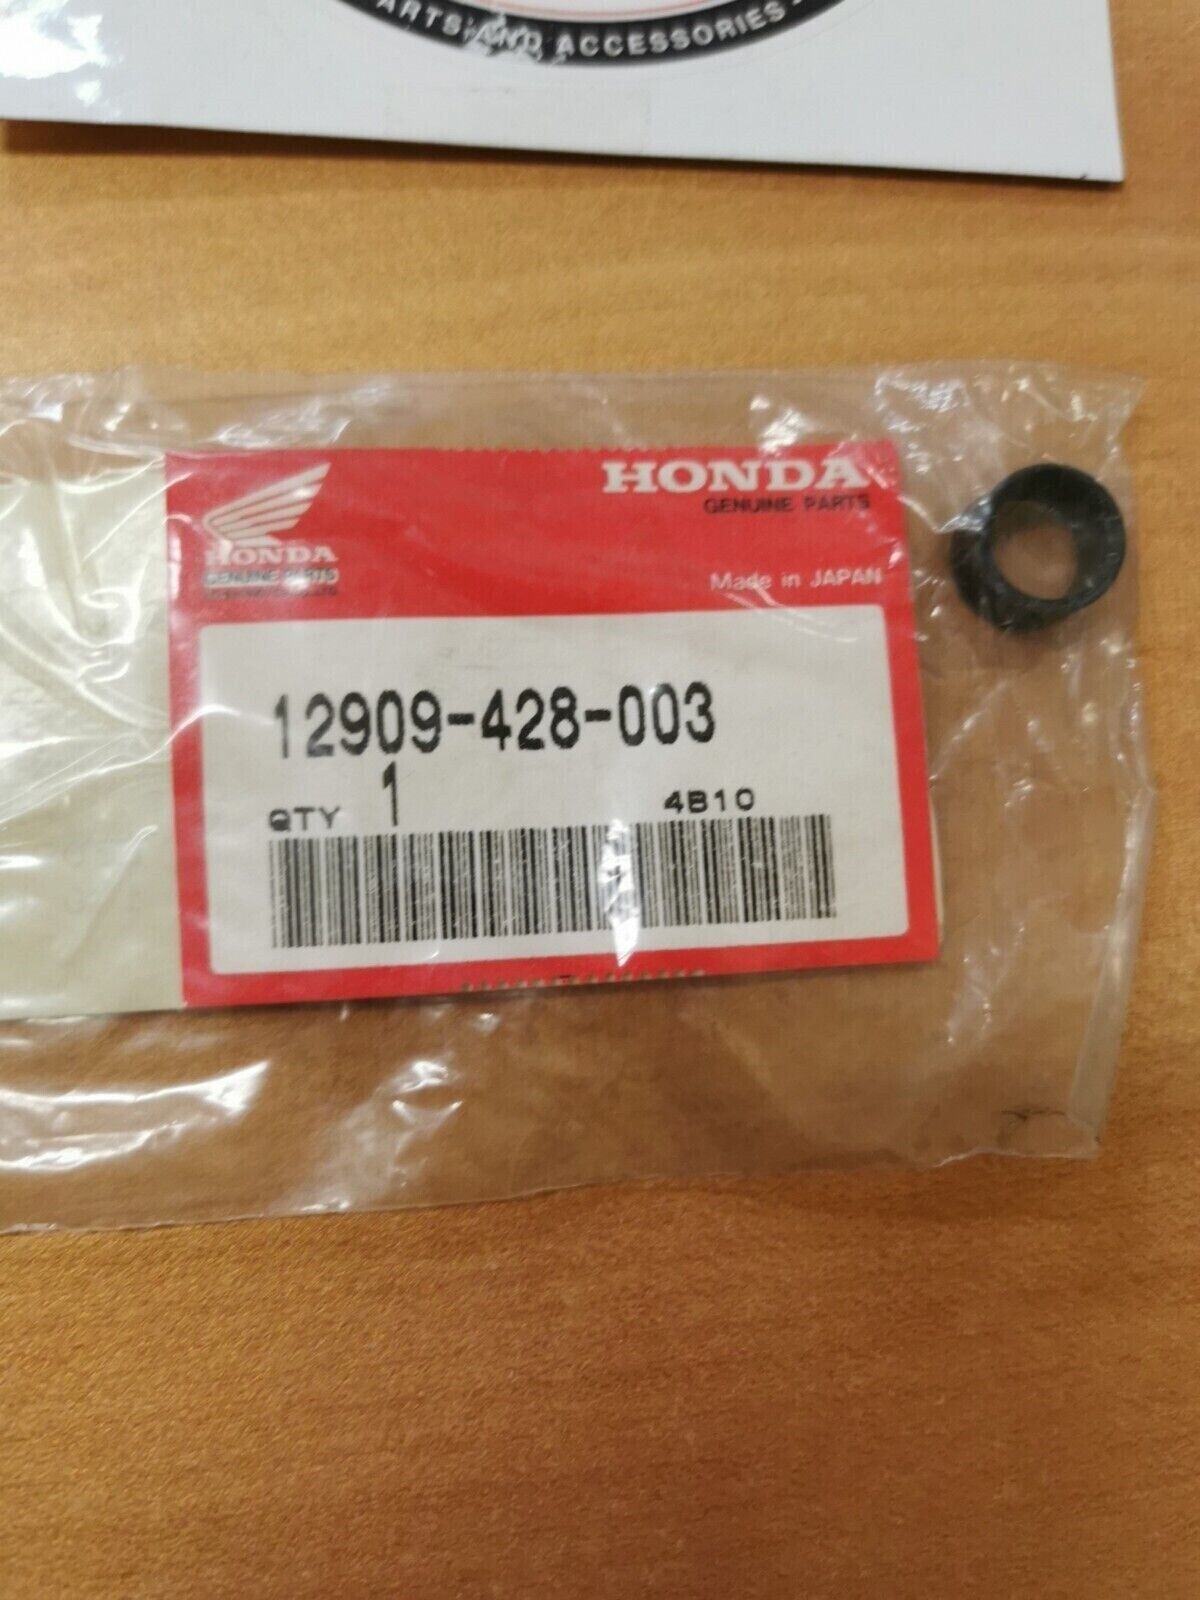 PARTS AND ACCESSORIES -
HONDA
GENUINE PARTS
HONDA
GENUINE PARTS
Made in JAPAN
12909-428-003
QTY 1 4B10